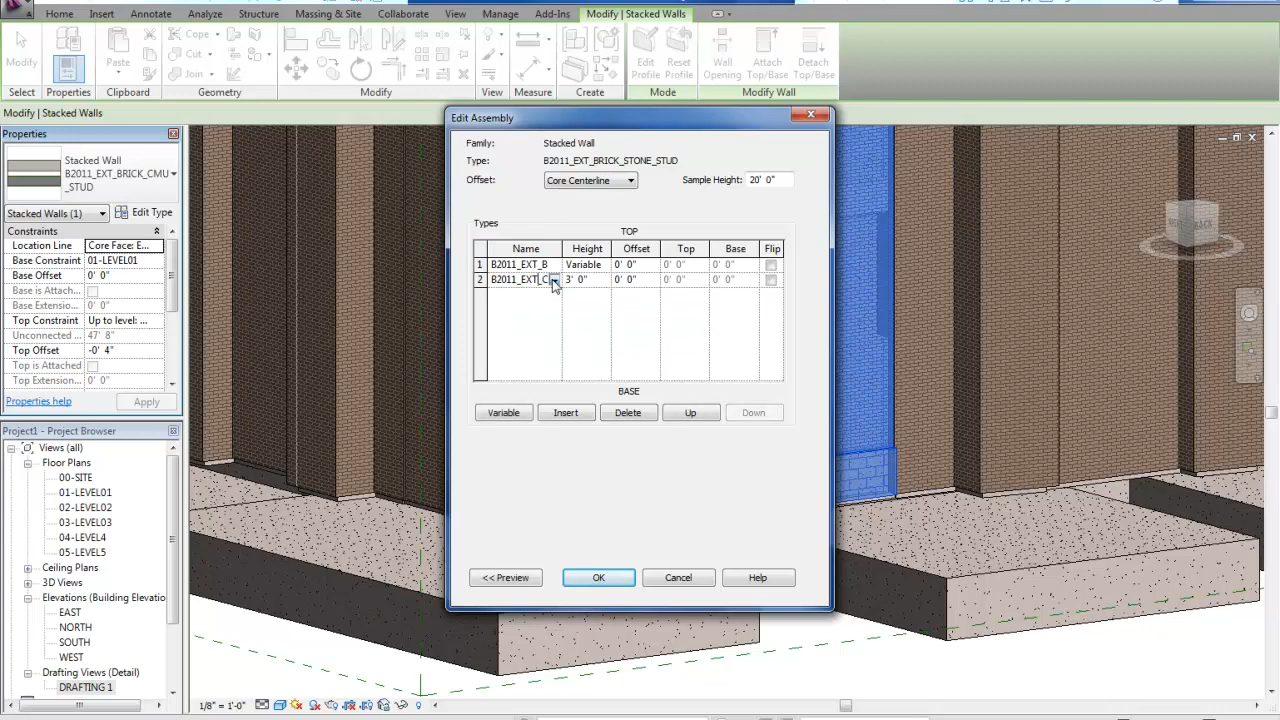 Home Insert Annotate Analyze Structure Massing & Site Collaborate View Manage Add-Ins Modify | Stacked Walls
Modify Properties Paste Cope Cut Join Edit Profile Reset Profile Wall Opening Attach Top/Base Detach Top/Base
Select Properties Clipboard Geometry Modify View Measure Create Mode Modify Wall
Modify | Stacked Walls
Properties
Stacked Wall
B2011_EXT_BRICK_CMU
_STUD
Stacked Walls (1) Edit Type
Constraints
Location Line Core Face: E...
Base Constraint 01-LEVEL01
Base Offset 0' 0"
Base is Attach...
Base Extensio... 0' 0"
Top Constraint Up to level: ...
Unconnected ... 47' 8"
Top Offset -0' 4"
Top is Attached
Top Extension... 0' 0"
Properties help Apply
Project1 - Project Browser
Views (all)
Floor Plans
00-SITE
01-LEVEL01
02-LEVEL02
03-LEVEL03
04-LEVEL4
05-LEVEL5
Ceiling Plans
3D Views
Elevations (Building Elevatio
EAST
NORTH
SOUTH
WEST
Drafting Views (Detail)
DRAFTING 1
Edit Assembly
Family: Stacked Wall
Type: B2011_EXT_BRICK_STONE_STUD
Offset: Core Centerline Sample Height: 20' 0"
Types
TOP
Name Height Offset Top Base Flip
1 B2011_EXT_B Variable 0' 0" 0' 0" 0' 0"
2 B2011_EXT_C 3' 0" 0' 0" 0' 0" 0' 0"
BASE
Variable Insert Delete Up Down
<< Preview OK Cancel Help
1/8" = 1'-0"